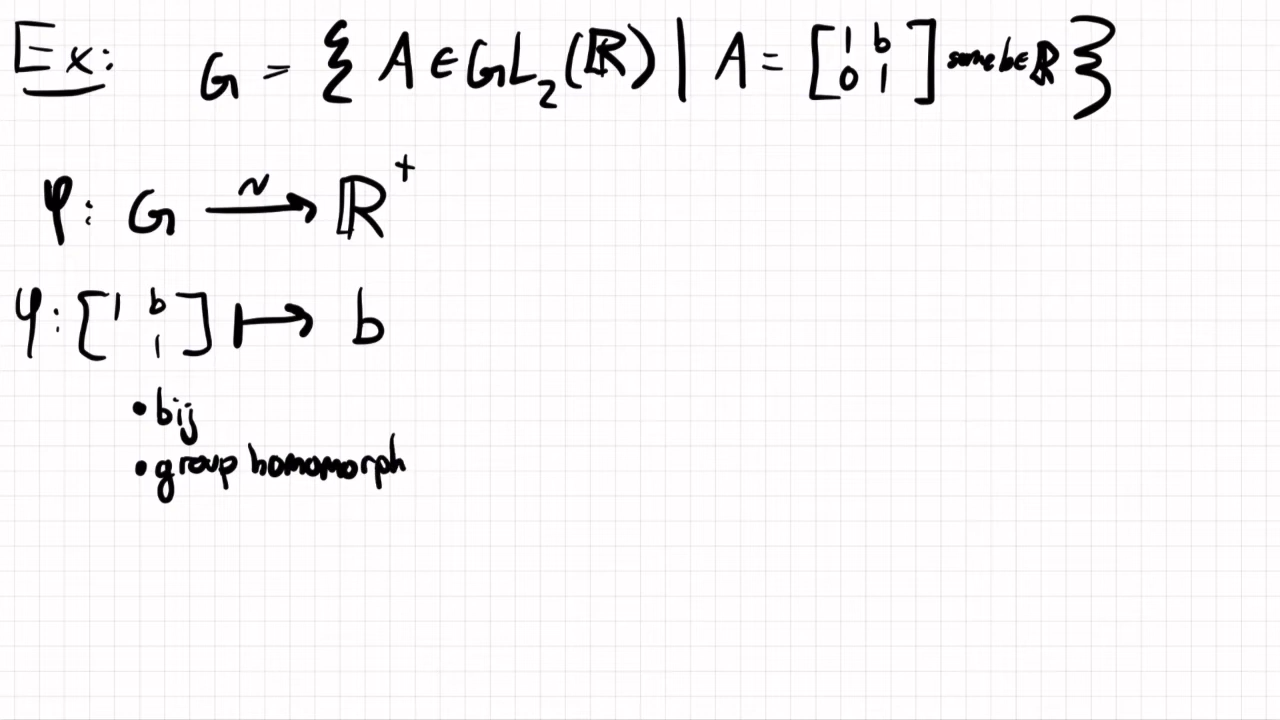 Ex: G = { A ∈ GL₂(ℝ) | A = [1 b; 0 1] some b ∈ ℝ }
φ: G →~ ℝ⁺
φ: [1 b; 1] ↦ b
• bij
• group homomorph